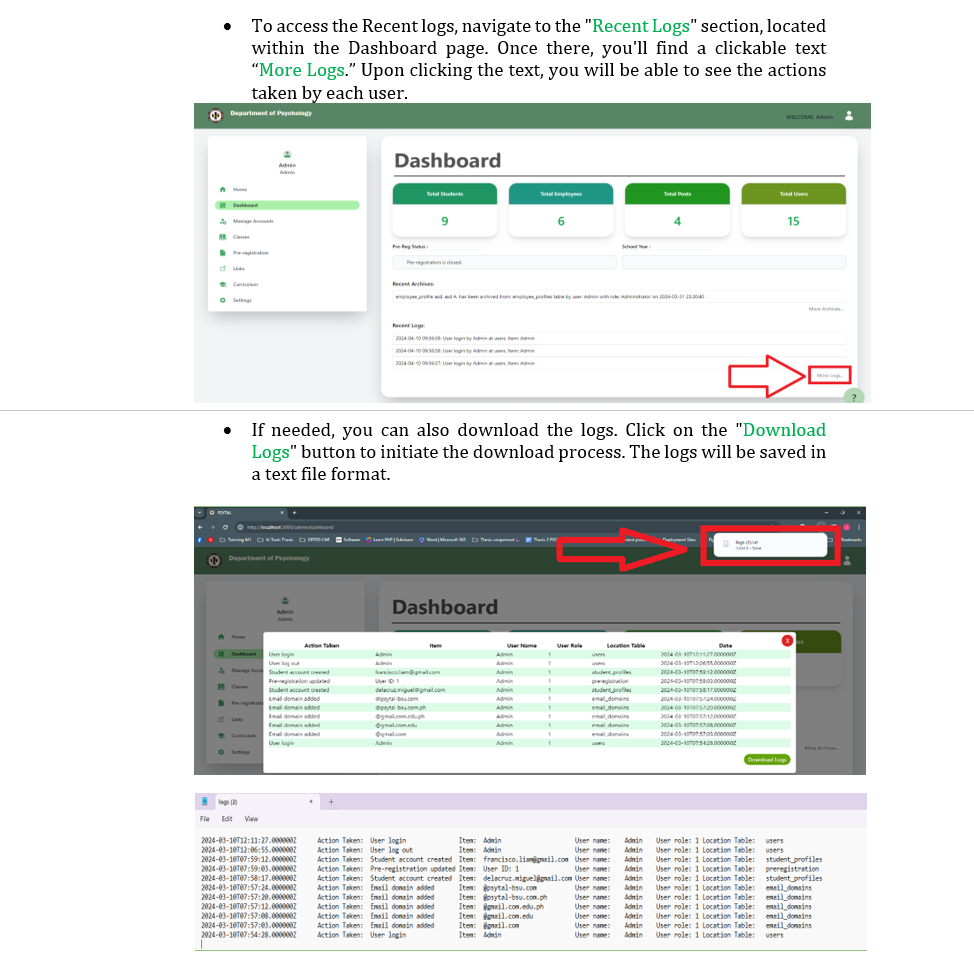 • To access the Recent logs, navigate to the "Recent Logs" section, located
within the Dashboard page. Once there, you'll find a clickable text
“More Logs.” Upon clicking the text, you will be able to see the actions
taken by each user.
Department of Psychology
WELCOME, Admin
Admin
Admin
Home
Dashboard
Manage Accounts
Classes
Pre-registration
Links
Curriculum
Settings
Dashboard
Total Students
Total Employees
Total Posts
Total Users
9
6
4
15
Pre-Reg Status :
School Year :
Pre-registration is closed.
Recent Archives:
employee_profile asd, asd A. has been archived from employee_profiles table by user Admin with role: Administrator on 2024-03-31 23:20:40
More Archives...
Recent Logs:
2024-04-10 09:36:38: User login by Admin at users. Item: Admin
2024-04-10 09:36:38: User login by Admin at users. Item: Admin
2024-04-10 09:36:37: User login by Admin at users. Item: Admin
More Logs...
?
• If needed, you can also download the logs. Click on the "Download
Logs" button to initiate the download process. The logs will be saved in
a text file format.
PSYTAL
http://localhost:3000/admin/dashboard
Department of Psychology
Admin
Admin
Home
Dashboard
Manage
Classes
Links
Curriculum
Settings
Dashboard
X
Action Taken Item User Name User Role Location Table Date
User login Admin Admin 1 users 2024-03-10T12:11:27.000000Z
User log out Admin Admin 1 users 2024-03-10T12:06:55.000000Z
Student account created francisco.liam@gmail.com Admin 1 student_profiles 2024-03-10T07:59:12.000000Z
Pre-registration updated User ID: 1 Admin 1 preregistration 2024-03-10T07:59:03.000000Z
Student account created delacruz.miguel@gmail.com Admin 1 student_profiles 2024-03-10T07:58:17.000000Z
Email domain added @psytal-bsu.com Admin 1 email_domains 2024-03-10T07:57:24.000000Z
Email domain added @psytal-bsu.com.ph Admin 1 email_domains 2024-03-10T07:57:20.000000Z
Email domain added @gmail.com.edu.ph Admin 1 email_domains 2024-03-10T07:57:12.000000Z
Email domain added @gmail.com.edu Admin 1 email_domains 2024-03-10T07:57:08.000000Z
Email domain added @gmail.com Admin 1 email_domains 2024-03-10T07:57:03.000000Z
User login Admin Admin 1 users 2024-03-10T07:54:28.000000Z
More Archives...
Download Logs
logs (2)
File Edit View
2024-03-10T12:11:27.000000Z Action Taken: User login Item: Admin User name: Admin User role: 1 Location Table: users
2024-03-10T12:06:55.000000Z Action Taken: User log out Item: Admin User name: Admin User role: 1 Location Table: users
2024-03-10T07:59:12.000000Z Action Taken: Student account created Item: francisco.liam@gmail.com User name: Admin User role: 1 Location Table: student_profiles
2024-03-10T07:59:03.000000Z Action Taken: Pre-registration updated Item: User ID: 1 User name: Admin User role: 1 Location Table: preregistration
2024-03-10T07:58:17.000000Z Action Taken: Student account created Item: delacruz.miguel@gmail.com User name: Admin User role: 1 Location Table: student_profiles
2024-03-10T07:57:24.000000Z Action Taken: Email domain added Item: @psytal-bsu.com User name: Admin User role: 1 Location Table: email_domains
2024-03-10T07:57:20.000000Z Action Taken: Email domain added Item: @psytal-bsu.com.ph User name: Admin User role: 1 Location Table: email_domains
2024-03-10T07:57:12.000000Z Action Taken: Email domain added Item: @gmail.com.edu.ph User name: Admin User role: 1 Location Table: email_domains
2024-03-10T07:57:08.000000Z Action Taken: Email domain added Item: @gmail.com.edu User name: Admin User role: 1 Location Table: email_domains
2024-03-10T07:57:03.000000Z Action Taken: Email domain added Item: @gmail.com User name: Admin User role: 1 Location Table: email_domains
2024-03-10T07:54:28.000000Z Action Taken: User login Item: Admin User name: Admin User role: 1 Location Table: users